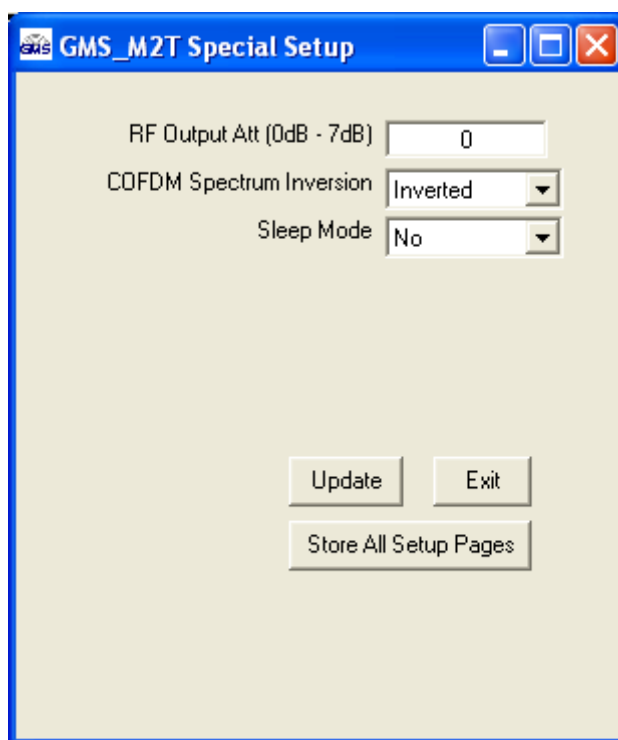 GMS GMS_M2T Special Setup
RF Output Att (0dB - 7dB) 0
COFDM Spectrum Inversion Inverted
Sleep Mode No
Update Exit
Store All Setup Pages